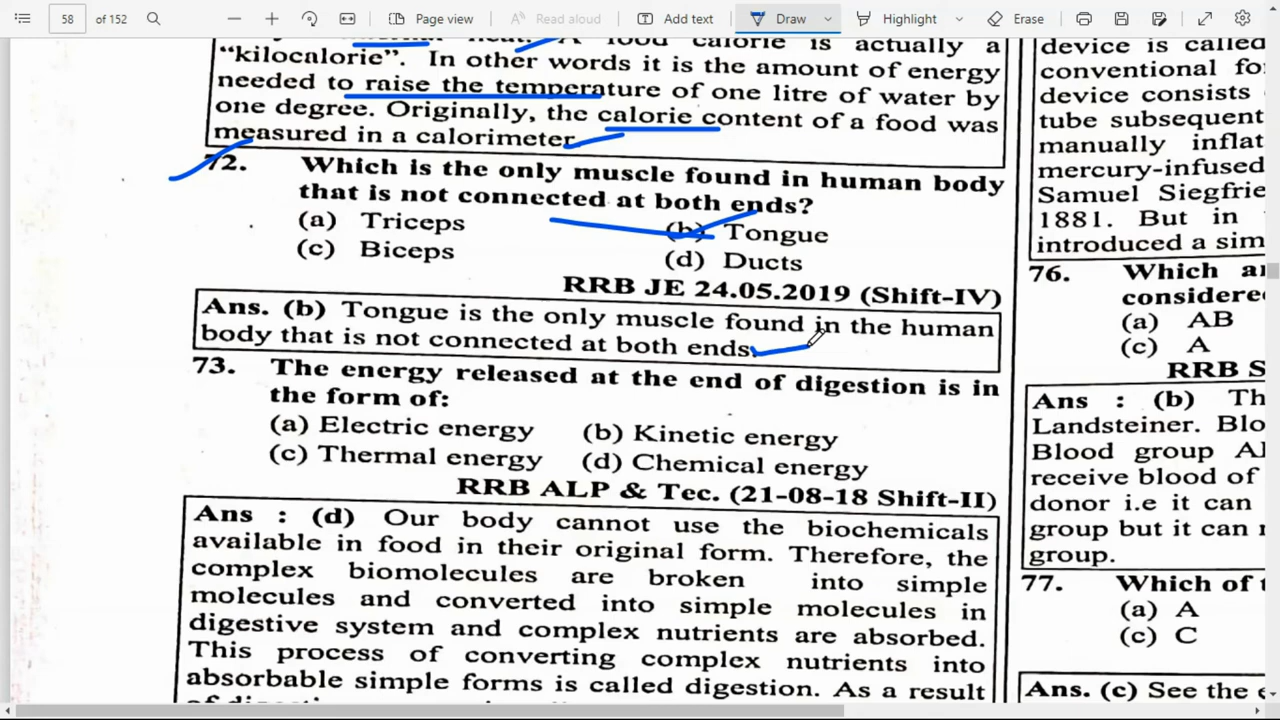 58
of 152
Page view
Read aloud
Add text
Draw
Highlight
Erase
heat. A food calorie is actually a
“kilocalorie”. In other words it is the amount of energy
needed to raise the temperature of one litre of water by
one degree. Originally, the calorie content of a food was
measured in a calorimeter.
72. Which is the only muscle found in human body
that is not connected at both ends?
(a) Triceps (b) Tongue
(c) Biceps (d) Ducts
RRB JE 24.05.2019 (Shift-IV)
Ans. (b) Tongue is the only muscle found in the human
body that is not connected at both ends.
73. The energy released at the end of digestion is in
the form of:
(a) Electric energy (b) Kinetic energy
(c) Thermal energy (d) Chemical energy
RRB ALP & Tec. (21-08-18 Shift-II)
Ans : (d) Our body cannot use the biochemicals
available in food in their original form. Therefore, the
complex biomolecules are broken into simple
molecules and converted into simple molecules in
digestive system and complex nutrients are absorbed.
This process of converting complex nutrients into
absorbable simple forms is called digestion. As a result
device is called
conventional fo
device consists
tube subsequent
manually inflat
mercury-infused
Samuel Siegfrie
1881. But in
introduced a sim
76. Which a
considere
(a) AB
(c) A
RRB S
Ans : (b) Th
Landsteiner. Blo
Blood group A
receive blood of
donor i.e it can
group but it can
group.
77. Which of t
(a) A
(c) C
Ans. (c) See the e